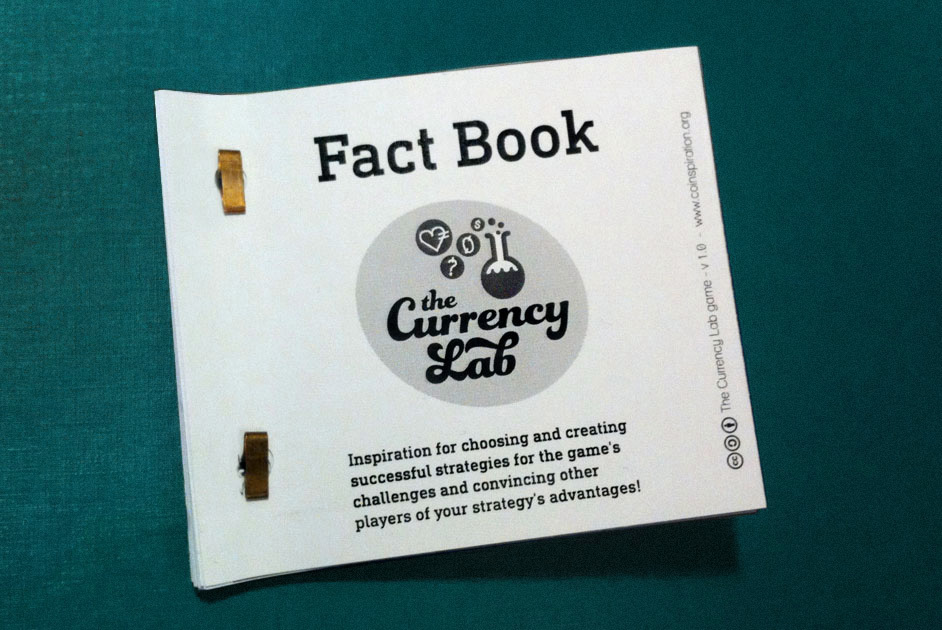 Fact Book
the
Currency
Lab
Inspiration for choosing and creating
successful strategies for the game's
challenges and convincing other
players of your strategy's advantages!
The Currency Lab game - v 1.0 - www.coinspiration.org